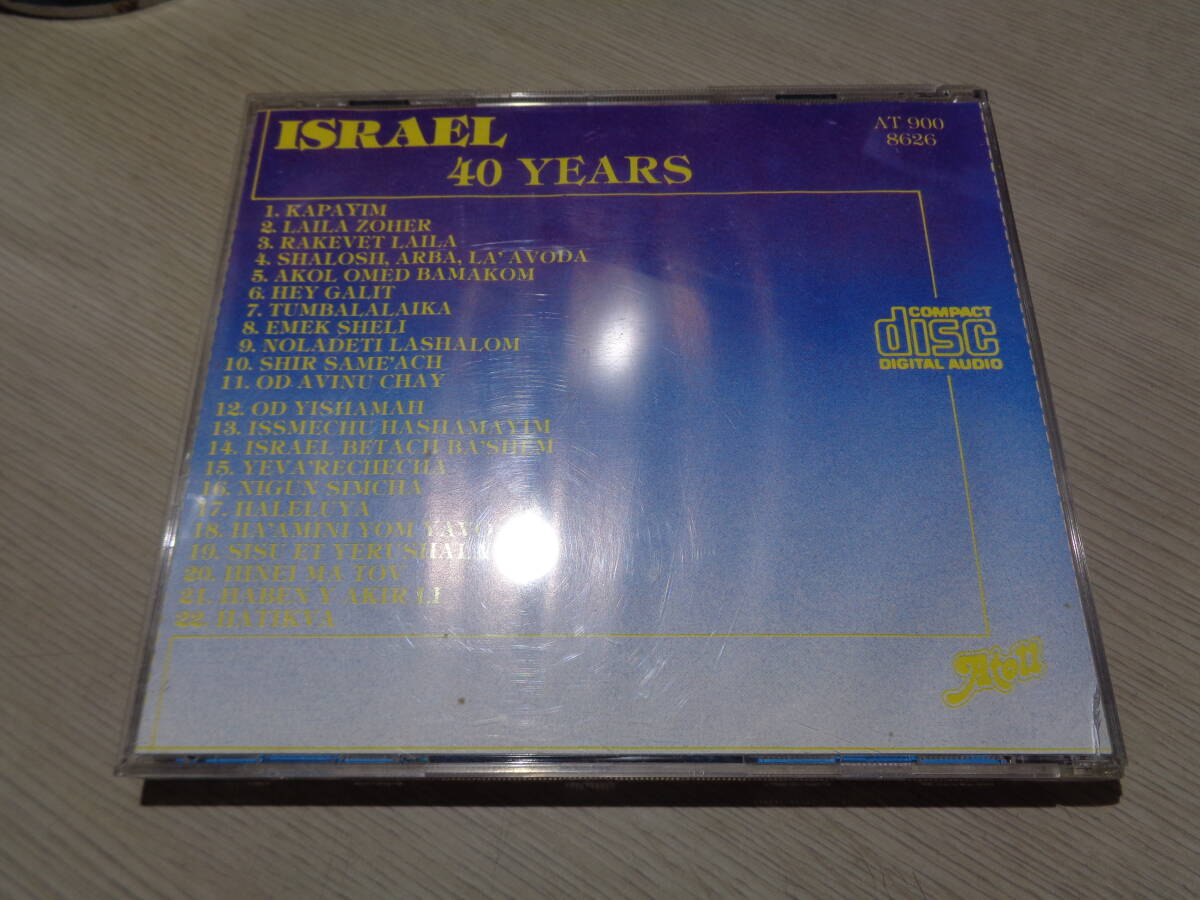 ISRAEL
40 YEARS
AT 900
8626
1. KAPAYIM
2. LAILA ZOHER
3. RAKEVET LAILA
4. SHALOSH, ARBA, LA'AVODA
5. AKOL OMED BAMAKOM
6. HEY GALIT
7. TUMBALALAIKA
8. EMEK SHELI
9. NOLADETI LASHALOM
10. SHIR SAME'ACH
11. OD AVINU CHAY
12. OD YISHAMAH
13. ISSMECHU HASHAMAYIM
14. ISRAEL BETACH BA'SHEM
15. YEVA'RECHECHA
16. NIGUN SIMCHA
17. HALELUYA
18. HA'AMINI YOM YAVO
19. SISU ET
20. HINEI MA TOV
21. HABEN Y AKIR LI
22. HATIKVA
COMPACT
disc
DIGITAL AUDIO
Atoll